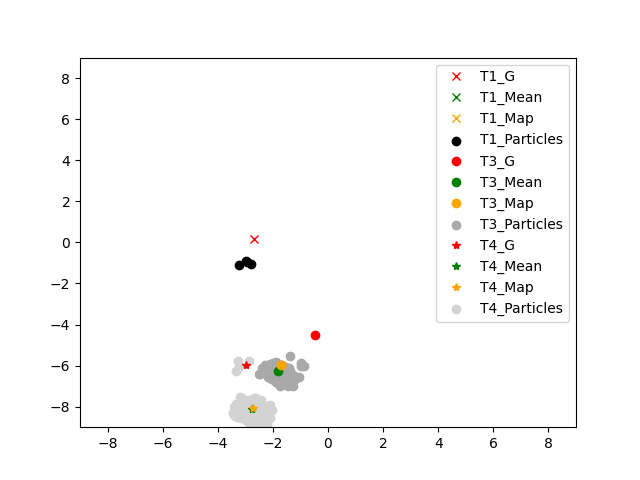 8
6
4
2
0
−2
−4
−6
−8
−8
−6
−4
−2
0
2
4
6
8
T1_G
T1_Mean
T1_Map
T1_Particles
T3_G
T3_Mean
T3_Map
T3_Particles
T4_G
T4_Mean
T4_Map
T4_Particles